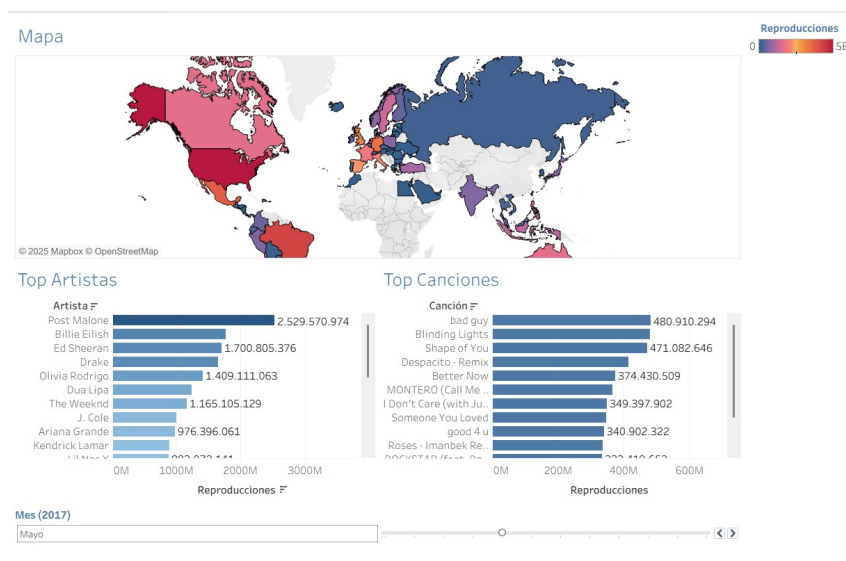 Mapa
Reproducciones
0 5B
© 2025 Mapbox © OpenStreetMap
Top Artistas
Artista
Post Malone 2.529.570.974
Billie Eilish
Ed Sheeran 1.700.805.376
Drake
Olivia Rodrigo 1.409.111.063
Dua Lipa
The Weeknd 1.165.105.129
J. Cole
Ariana Grande 976.396.061
Kendrick Lamar
Lil Nas X
0M 1000M 2000M 3000M
Reproducciones
Top Canciones
Canción
bad guy 480.910.294
Blinding Lights
Shape of You 471.082.646
Despacito - Remix
Better Now 374.430.509
MONTERO (Call Me ..
I Don't Care (with Ju.. 349.397.902
Someone You Loved
good 4 u 340.902.322
Roses - Imanbek Re..
0M 200M 400M 600M
Reproducciones
Mes (2017)
Mayo